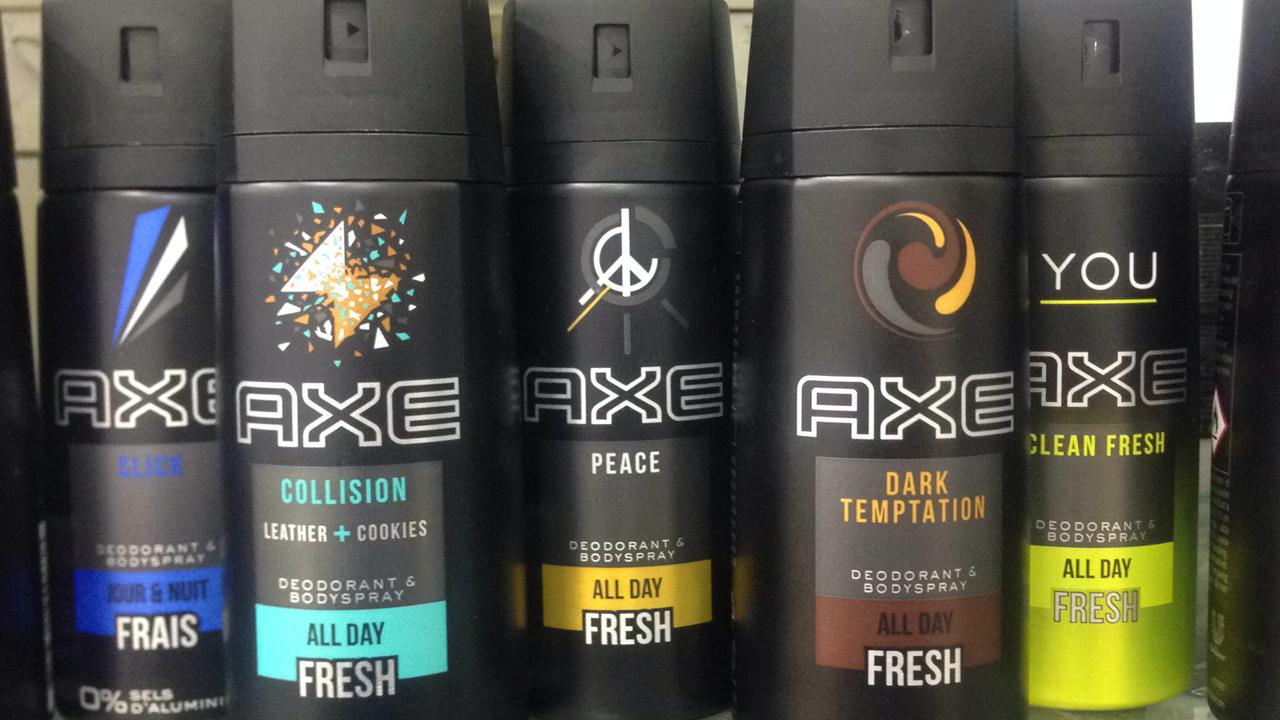 AXE
CLICK
DEODORANT &
BODYSPRAY
JOUR & NUIT
FRAIS
0% SELS
D'ALUMINI
AXE
COLLISION
LEATHER + COOKIES
DEODORANT &
BODYSPRAY
ALL DAY
FRESH
AXE
PEACE
DEODORANT &
BODYSPRAY
ALL DAY
FRESH
AXE
DARK
TEMPTATION
DEODORANT &
BODYSPRAY
ALL DAY
FRESH
YOU
AXE
CLEAN FRESH
DEODORANT &
BODYSPRAY
ALL DAY
FRESH